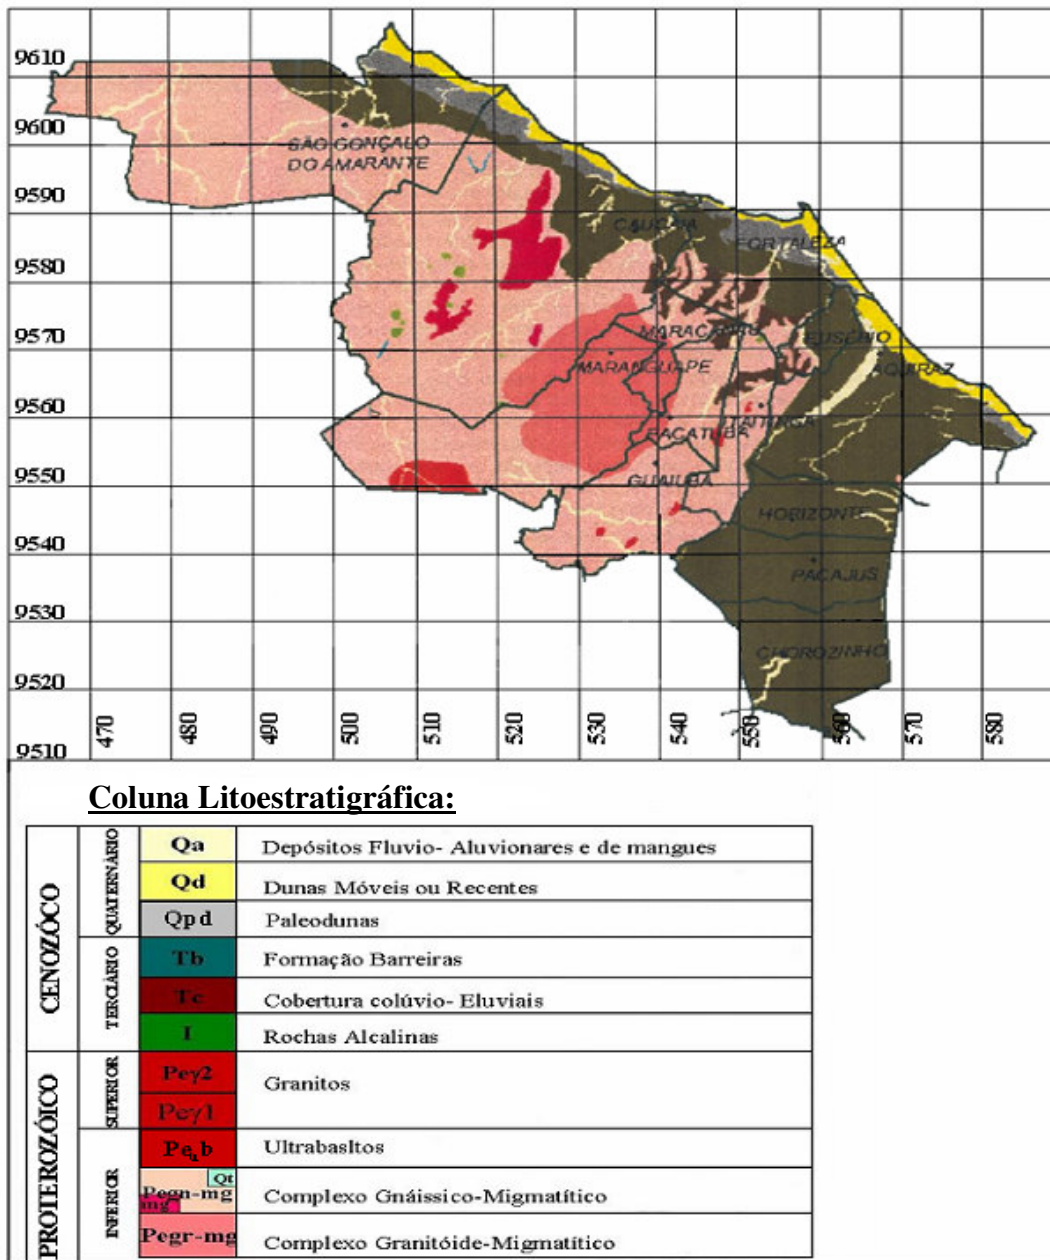 9610
9600
9590
9580
9570
9560
9550
9540
9530
9520
9510
SÃO GONÇALO
DO AMARANTE
CAUCAIA
FORTALEZA
MARACANAÚ
EUSÉBIO
MARANGUAPE
AQUIRAZ
ITAITINGA
PACATUBA
GUAIUBA
HORIZONTE
PACAJUS
CHOROZINHO
470
480
490
500
510
520
530
540
550
560
570
580
Coluna Litoestratigráfica:
CENOZÓCO
QUATERNÁRIO
Qa Depósitos Fluvio- Aluvionares e de mangues
Qd Dunas Móveis ou Recentes
Qpd Paleodunas
TERCIÁRIO
Tb Formação Barreiras
Tc Cobertura colúvio- Eluviais
I Rochas Alcalinas
PROTEROZÓICO
SUPERIOR
Peγ2 Granitos
Peγ1
INFERIOR
Peub Ultrabasltos
Qt
Pegn-mg Complexo Gnáissico-Migmatítico
mg
Pegr-mg Complexo Granitóide-Migmatítico